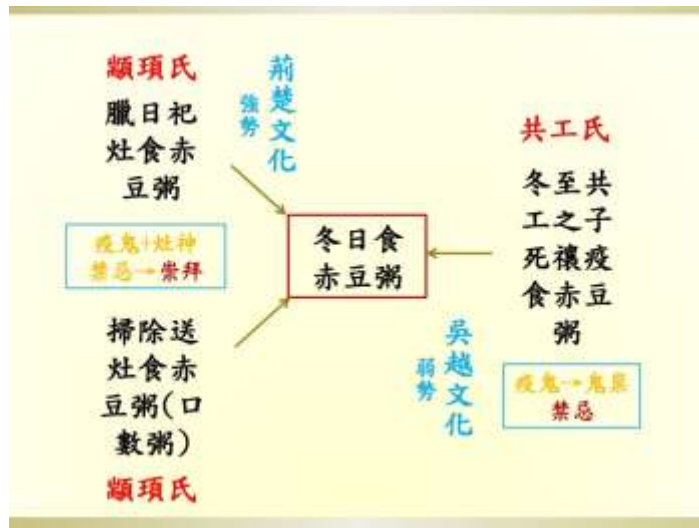 顓頊氏
臘日祀
灶食赤
豆粥
荊楚文化
強勢
疫鬼+灶神
禁忌→崇拜
掃除送
灶食赤
豆粥(口
數粥)
顓頊氏
冬日食
赤豆粥
共工氏
冬至共
工之子
死禳疫
食赤豆
粥
吳越文化
弱勢
疫鬼→鬼
禁忌